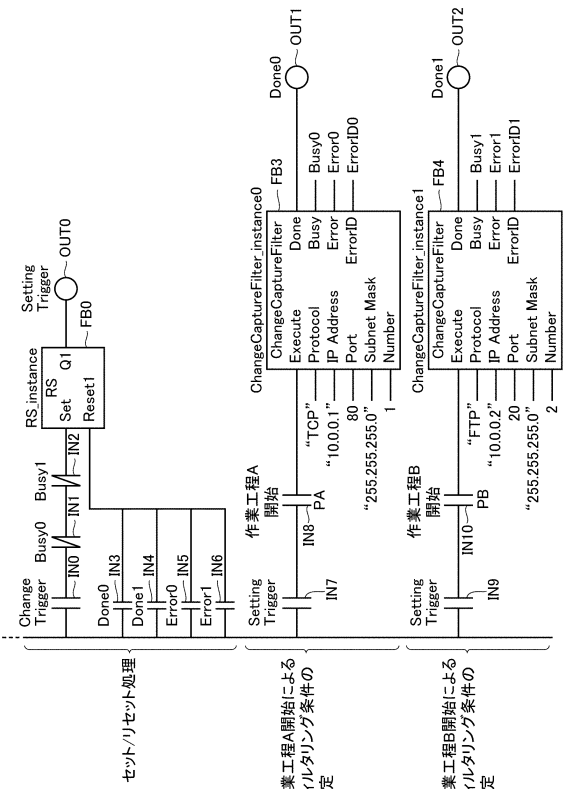 セット/リセット処理
Change
Trigger
IN0
Busy0
IN1
Busy1
IN2
RS_instance
RS
Set
Q1
Reset1
FB0
Setting
Trigger
OUT0
Done0
IN3
Done1
IN4
Error0
IN5
Error1
IN6
業工程A開始による
ィルタリング条件の
定
Setting
Trigger
IN7
作業工程A
開始
IN8
PA
ChangeCaptureFilter_instance0
ChangeCaptureFilter
FB3
Execute
Done
Done0
OUT1
"TCP"
Protocol
Busy
Busy0
"10.0.0.1"
IP Address
Error
Error0
80
Port
ErrorID
ErrorID0
"255.255.255.0"
Subnet Mask
1
Number
業工程B開始による
ィルタリング条件の
定
Setting
Trigger
IN9
作業工程B
開始
IN10
PB
ChangeCaptureFilter_instance1
ChangeCaptureFilter
FB4
Execute
Done
Done1
OUT2
"FTP"
Protocol
Busy
Busy1
"10.0.0.2"
IP Address
Error
Error1
20
Port
ErrorID
ErrorID1
"255.255.255.0"
Subnet Mask
2
Number